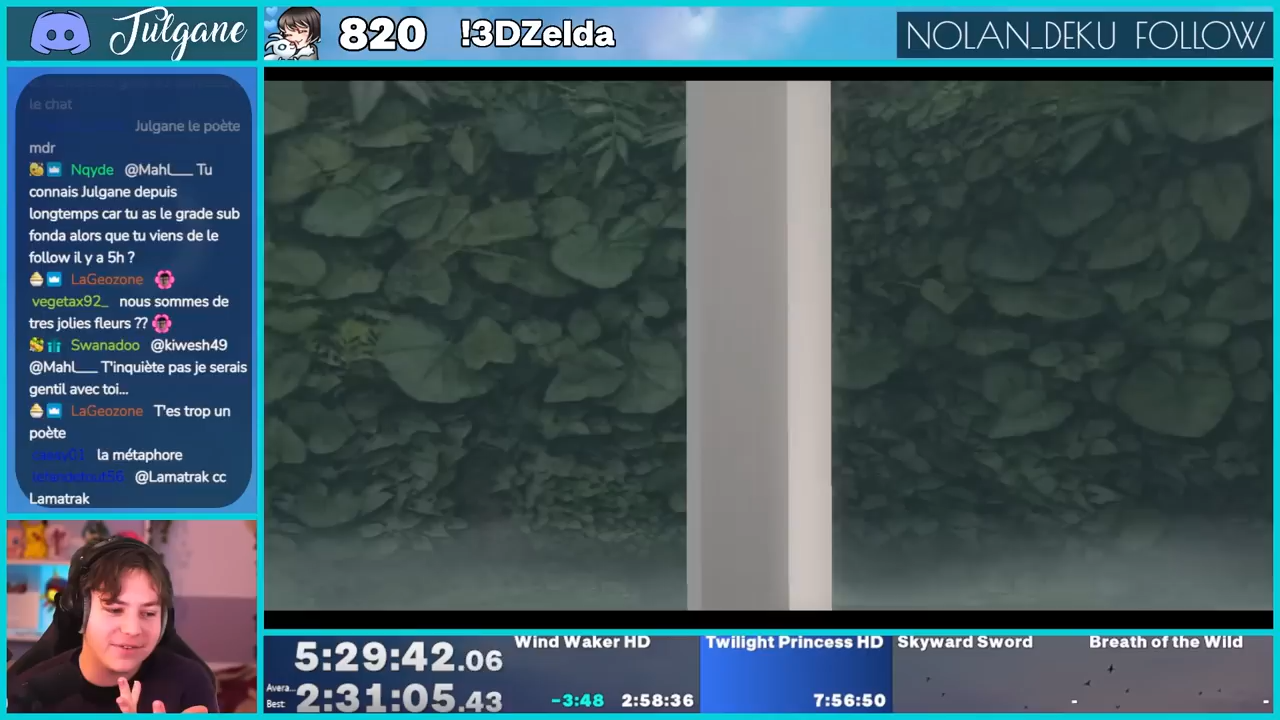 Julgane
820
!3DZelda
NOLAN_DEKU FOLLOW
le chat
Julgane le poète
mdr
Nqyde @Mahl___ Tu
connais Julgane depuis
longtemps car tu as le grade sub
fonda alors que tu viens de le
follow il y a 5h ?
LaGeozone
vegetax92_ nous sommes de
tres jolies fleurs ??
Swanadoo @kiwesh49
@Mahl___ T'inquiète pas je serais
gentil avec toi...
LaGeozone T'es trop un
poète
la métaphore
@Lamatrak cc
Lamatrak
5:29:42.06
Avera...
Best:
2:31:05.43
Wind Waker HD
-3:48 2:58:36
Twilight Princess HD
7:56:50
Skyward Sword
-
Breath of the Wild
-